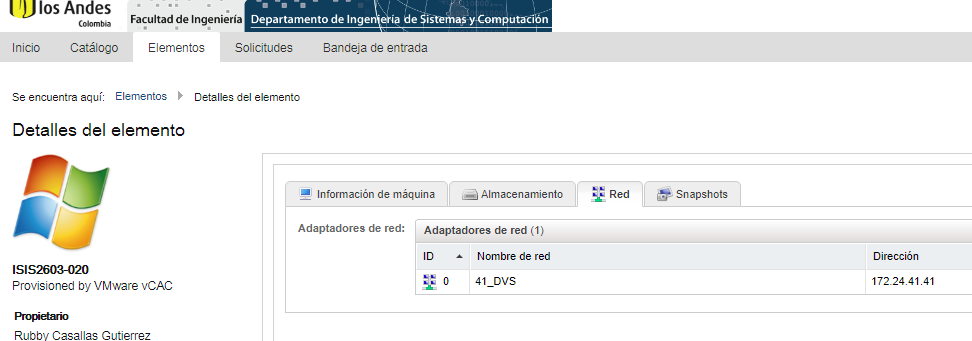 los Andes
Colombia
Facultad de Ingeniería
Departamento de Ingeniería de Sistemas y Computación
Inicio Catálogo Elementos Solicitudes Bandeja de entrada
Se encuentra aquí: Elementos Detalles del elemento
Detalles del elemento
Información de máquina Almacenamiento Red Snapshots
Adaptadores de red: Adaptadores de red (1)
ID Nombre de red Dirección
0 41_DVS 172.24.41.41
ISIS2603-020
Provisioned by VMware vCAC
Propietario
Rubby Casallas Gutierrez